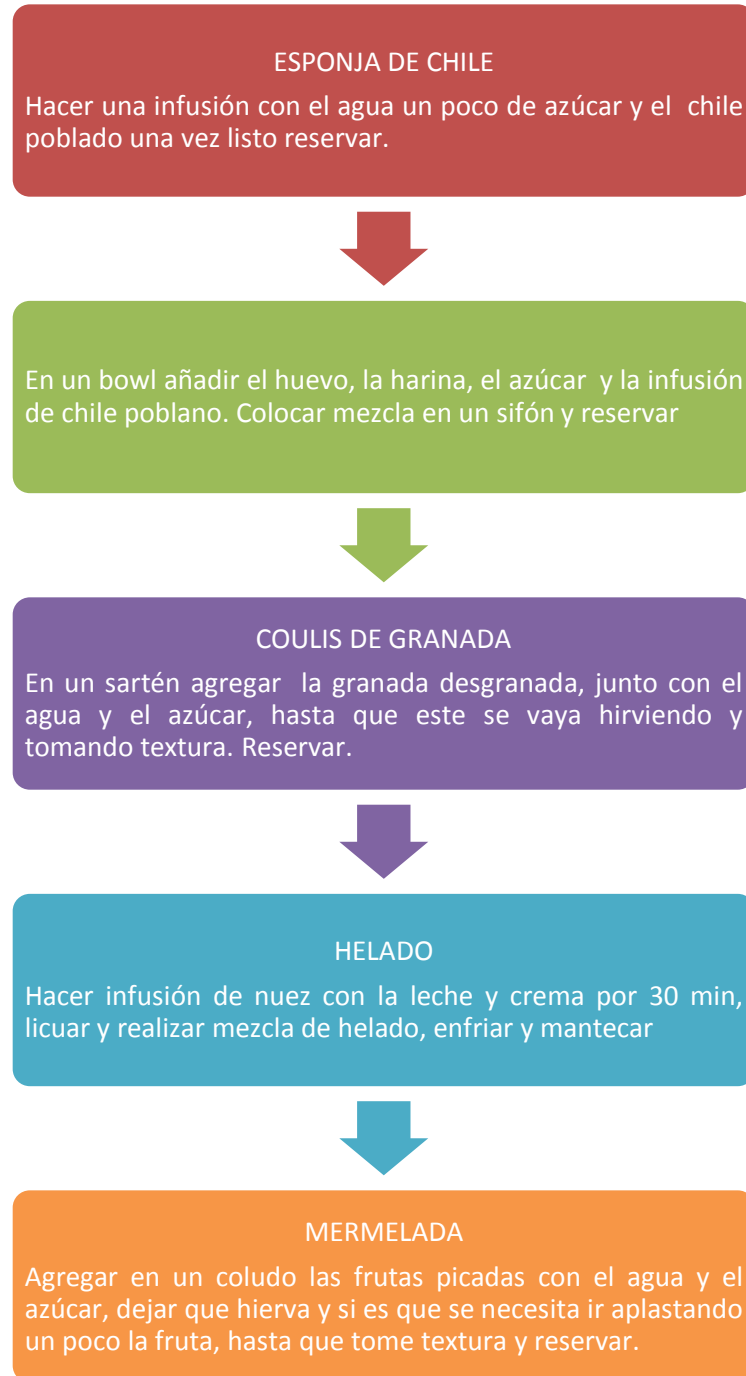 ESPONJA DE CHILE
Hacer una infusión con el agua un poco de azúcar y el chile
poblado una vez listo reservar.
En un bowl añadir el huevo, la harina, el azúcar y la infusión
de chile poblano. Colocar mezcla en un sifón y reservar
COULIS DE GRANADA
En un sartén agregar la granada desgranada, junto con el
agua y el azúcar, hasta que este se vaya hirviendo y
tomando textura. Reservar.
HELADO
Hacer infusión de nuez con la leche y crema por 30 min,
licuar y realizar mezcla de helado, enfriar y mantecar
MERMELADA
Agregar en un coludo las frutas picadas con el agua y el
azúcar, dejar que hierva y si es que se necesita ir aplastando
un poco la fruta, hasta que tome textura y reservar.